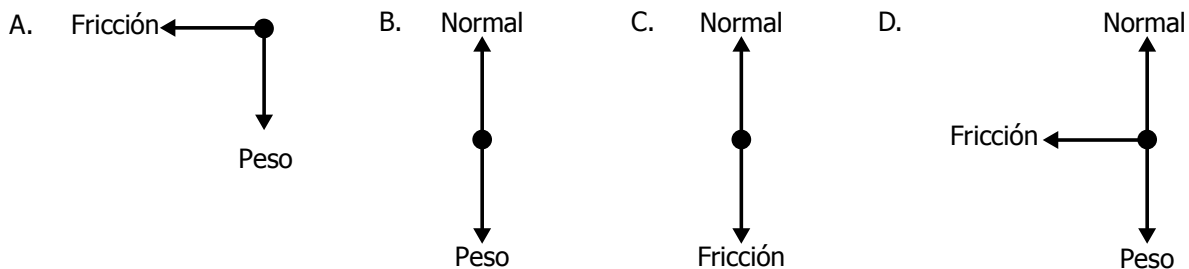 A. Fricción
Peso
B. Normal
Peso
C. Normal
Fricción
D. Normal
Fricción
Peso